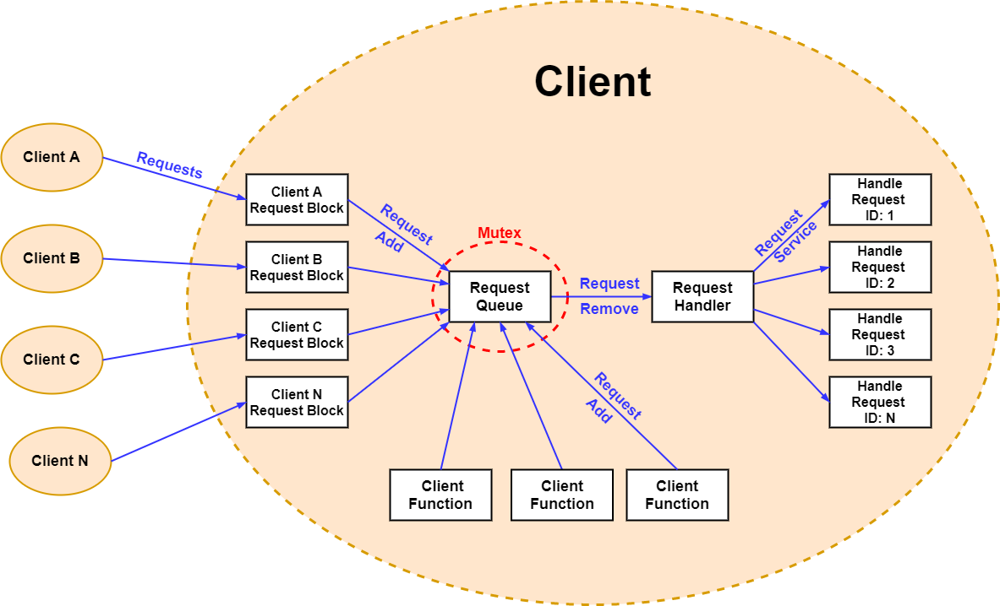 Client
Client A
Requests
Client A
Request Block
Client B
Client B
Request Block
Client C
Client C
Request Block
Client N
Client N
Request Block
Request
Add
Mutex
Request
Queue
Request
Remove
Request
Handler
Request
Service
Handle
Request
ID: 1
Handle
Request
ID: 2
Handle
Request
ID: 3
Handle
Request
ID: N
Request
Add
Client
Function
Client
Function
Client
Function